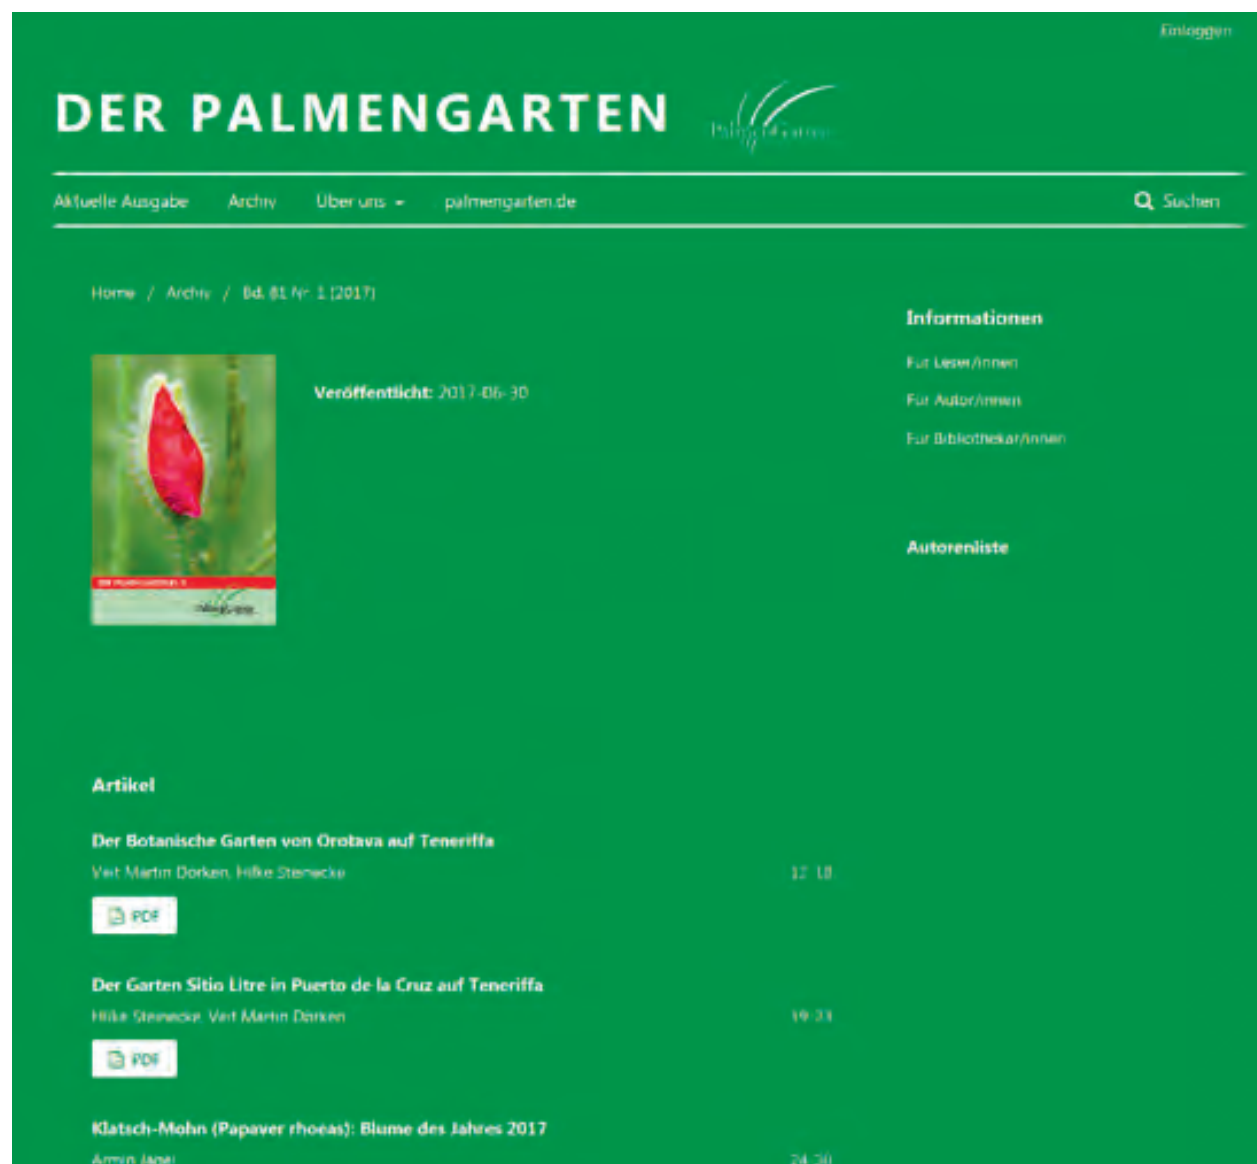 Einloggen
DER PALMENGARTEN
PalmenGarten
Aktuelle Ausgabe Archiv Über uns palmengarten.de Suchen
Home / Archiv / Bd. 81 Nr. 1 (2017)
Veröffentlicht: 2017-06-30
Informationen
Für Leser/innen
Für Autor/innen
Für Bibliothekar/innen
Autorenliste
Artikel
Der Botanische Garten von Orotava auf Teneriffa
Veit Martin Dörken, Hilke Steinecke
PDF
Der Garten Sitio Litre in Puerto de la Cruz auf Teneriffa
Hilke Steinecke, Veit Martin Dörken 19-23
PDF
Klatsch-Mohn (Papaver rhoeas): Blume des Jahres 2017
Armin Jagel 24-30